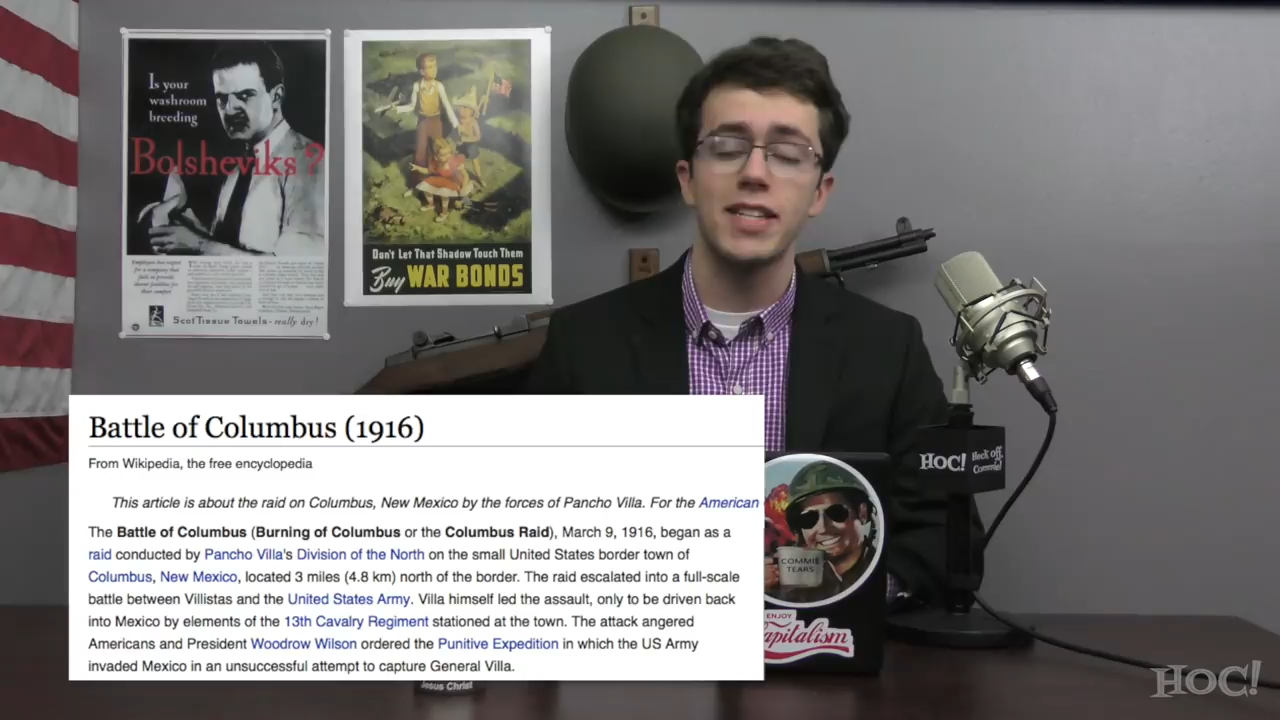 Is your
washroom
breeding
Bolsheviks?
ScotTissue Towels - really dry!
Don't Let That Shadow Touch Them
Buy WAR BONDS
Battle of Columbus (1916)
From Wikipedia, the free encyclopedia
This article is about the raid on Columbus, New Mexico by the forces of Pancho Villa. For the American
The Battle of Columbus (Burning of Columbus or the Columbus Raid), March 9, 1916, began as a
raid conducted by Pancho Villa's Division of the North on the small United States border town of
Columbus, New Mexico, located 3 miles (4.8 km) north of the border. The raid escalated into a full-scale
battle between Villistas and the United States Army. Villa himself led the assault, only to be driven back
into Mexico by elements of the 13th Cavalry Regiment stationed at the town. The attack angered
Americans and President Woodrow Wilson ordered the Punitive Expedition in which the US Army
invaded Mexico in an unsuccessful attempt to capture General Villa.
HOC!
Heck off,
Commie!
COMMIE
TEARS
ENJOY
apitalism
Jesus Christ
HOC!